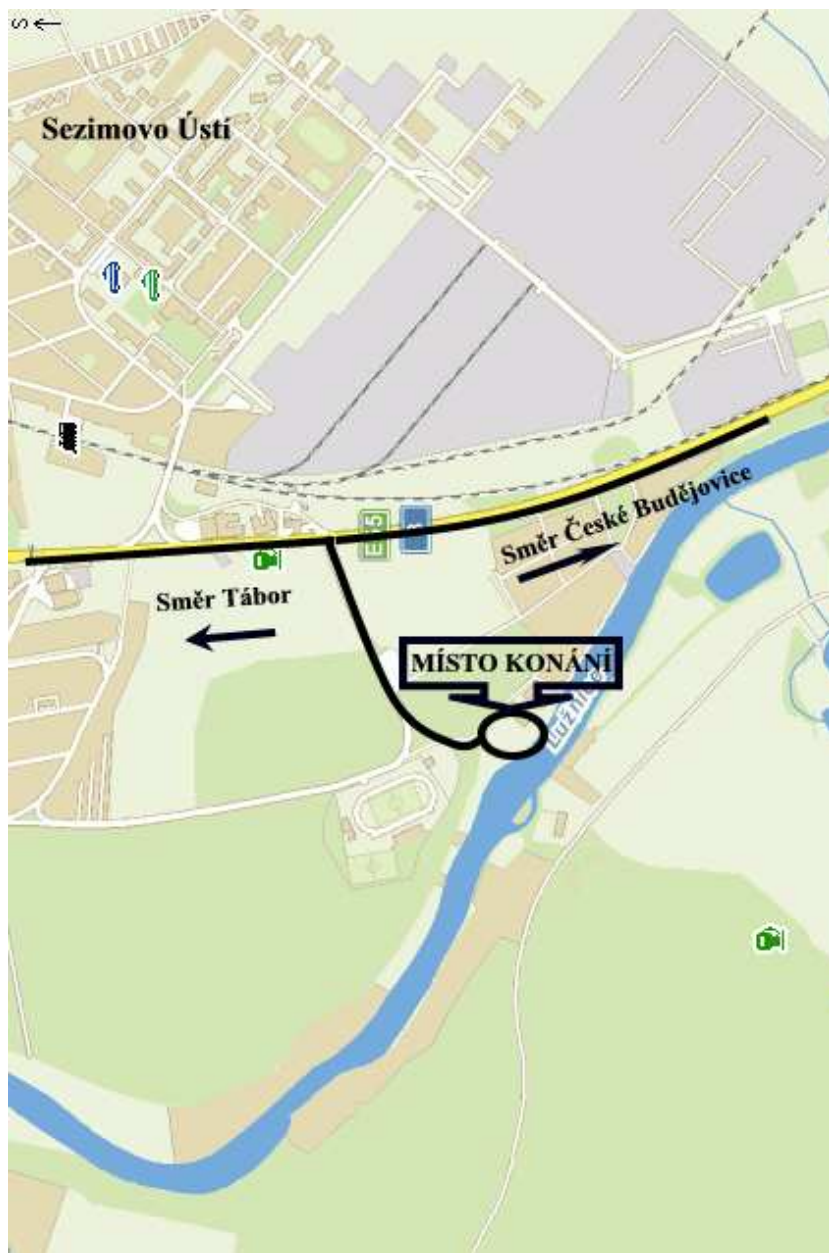 S
Sezimovo Ústí
E55
3
Směr České Budějovice
Směr Tábor
MÍSTO KONÁNÍ
Lužnice